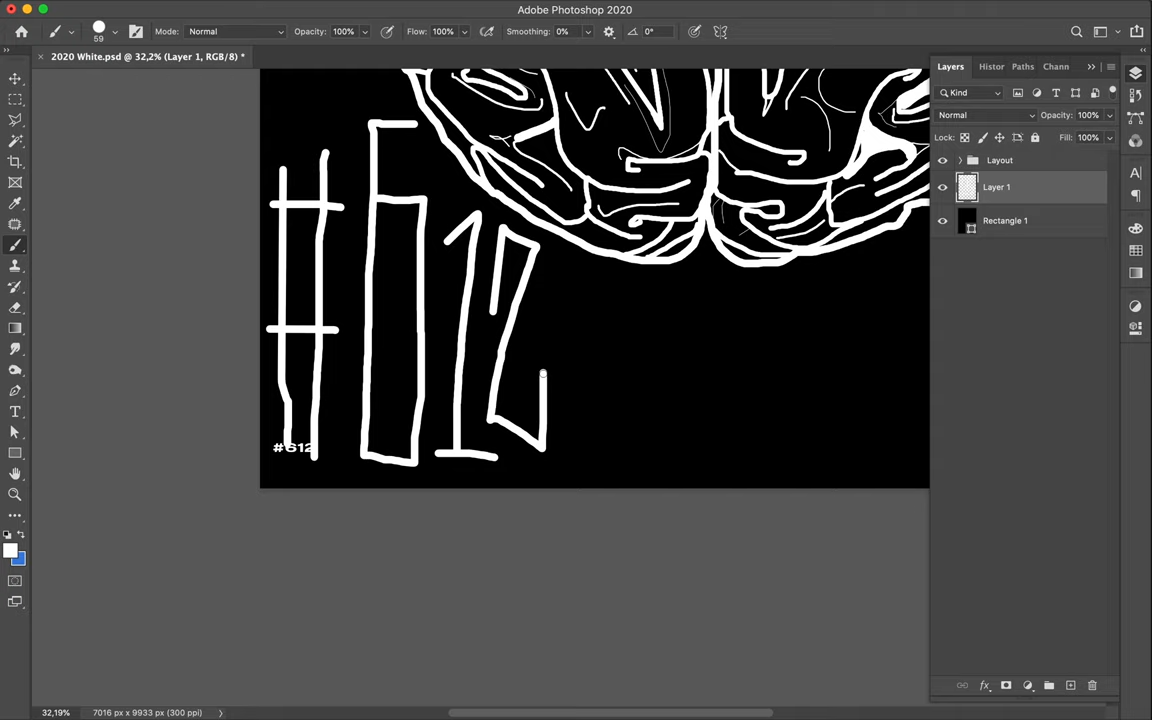 Adobe Photoshop 2020
59
Mode: Normal
Opacity: 100%
Flow: 100%
Smoothing: 0%
0°
2020 White.psd @ 32,2% (Layer 1, RGB/8) *
Layers
Histor
Paths
Chann
Kind
Normal
Opacity: 100%
Lock:
Fill: 100%
Layout
Layer 1
Rectangle 1
#612
#612
32,19%
7016 px x 9933 px (300 ppi)